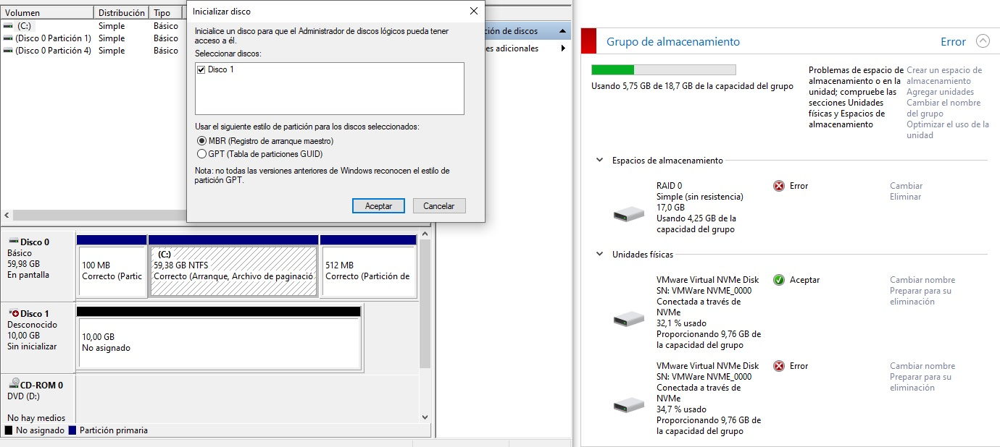 Volumen Distribución Tipo
(C:) Simple Básico
(Disco 0 Partición 1) Simple Básico
(Disco 0 Partición 4) Simple Básico
Inicializar disco
Inicialice un disco para que el Administrador de discos lógicos pueda tener
acceso a él.
Seleccionar discos:
Disco 1
Usar el siguiente estilo de partición para los discos seleccionados:
MBR (Registro de arranque maestro)
GPT (Tabla de particiones GUID)
Nota: no todas las versiones anteriores de Windows reconocen el estilo de
partición GPT.
Aceptar Cancelar
ción de discos
es adicionales
Disco 0
Básico
59,98 GB
En pantalla
100 MB
Correcto (Partic
(C:)
59,38 GB NTFS
Correcto (Arranque, Archivo de paginació
512 MB
Correcto (Partición de
Disco 1
Desconocido
10,00 GB
Sin inicializar
10,00 GB
No asignado
CD-ROM 0
DVD (D:)
No hay medios
No asignado Partición primaria
Grupo de almacenamiento Error
Usando 5,75 GB de 18,7 GB de la capacidad del grupo
Problemas de espacio de
almacenamiento o en la
unidad; compruebe las
secciones Unidades
físicas y Espacios de
almacenamiento
Crear un espacio de
almacenamiento
Agregar unidades
Cambiar el nombre
del grupo
Optimizar el uso de la
unidad
Espacios de almacenamiento
RAID 0
Simple (sin resistencia)
17,0 GB
Usando 4,25 GB de la
capacidad del grupo
Error
Cambiar
Eliminar
Unidades físicas
VMware Virtual NVMe Disk
SN: VMWare NVME_0000
Conectada a través de
NVMe
32,1 % usado
Proporcionando 9,76 GB de
la capacidad del grupo
Aceptar
Cambiar nombre
Preparar para su
eliminación
VMware Virtual NVMe Disk
SN: VMWare NVME_0000
Conectada a través de
NVMe
34,7 % usado
Proporcionando 9,76 GB de
la capacidad del grupo
Error
Cambiar nombre
Preparar para su
eliminación